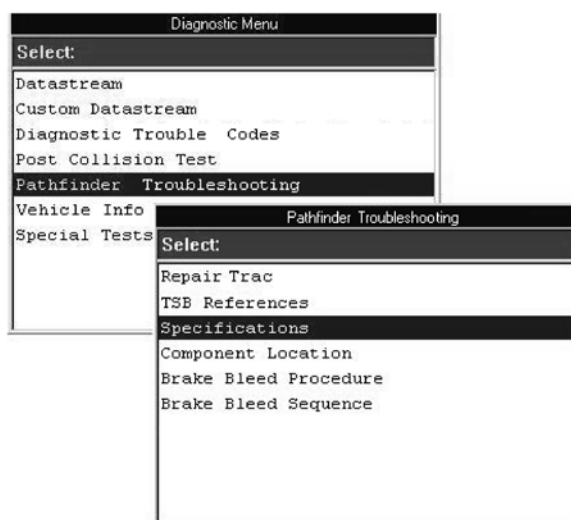 Diagnostic Menu
Select:
Datastream
Custom Datastream
Diagnostic Trouble Codes
Post Collision Test
Pathfinder Troubleshooting
Vehicle Info
Special Tests
Pathfinder Troubleshooting
Select:
Repair Trac
TSB References
Specifications
Component Location
Brake Bleed Procedure
Brake Bleed Sequence